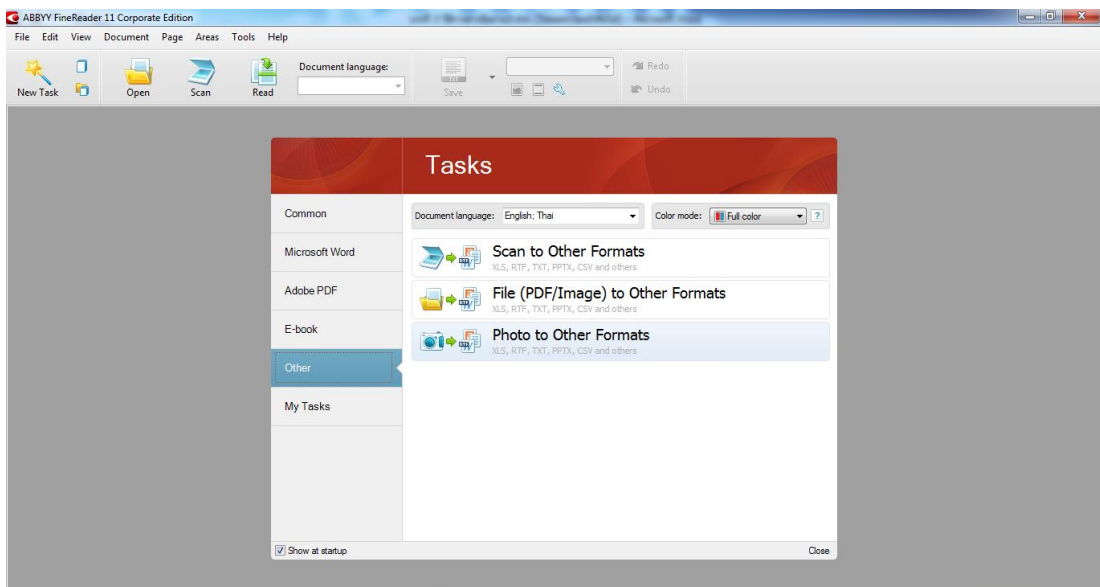 ABBYY FineReader 11 Corporate Edition
File Edit View Document Page Areas Tools Help
New Task
Open
Scan
Read
Document language:
TXT
Save
Redo
Undo
Tasks
Common
Microsoft Word
Adobe PDF
E-book
Other
My Tasks
Document language: English; Thai
Color mode: Full color ?
Scan to Other Formats
XLS, RTF, TXT, PPTX, CSV and others
File (PDF/Image) to Other Formats
XLS, RTF, TXT, PPTX, CSV and others
Photo to Other Formats
XLS, RTF, TXT, PPTX, CSV and others
Show at startup
Close